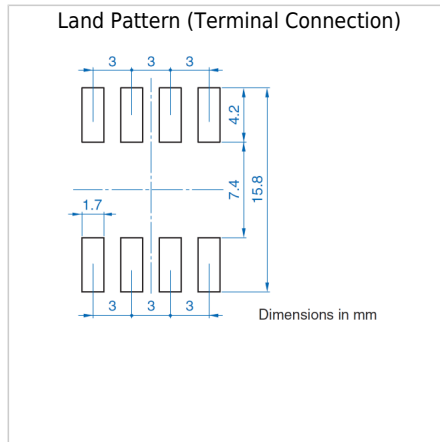 Land Pattern (Terminal Connection)
3 3 3
4.2
7.4
15.8
1.7
3 3 3
Dimensions in mm